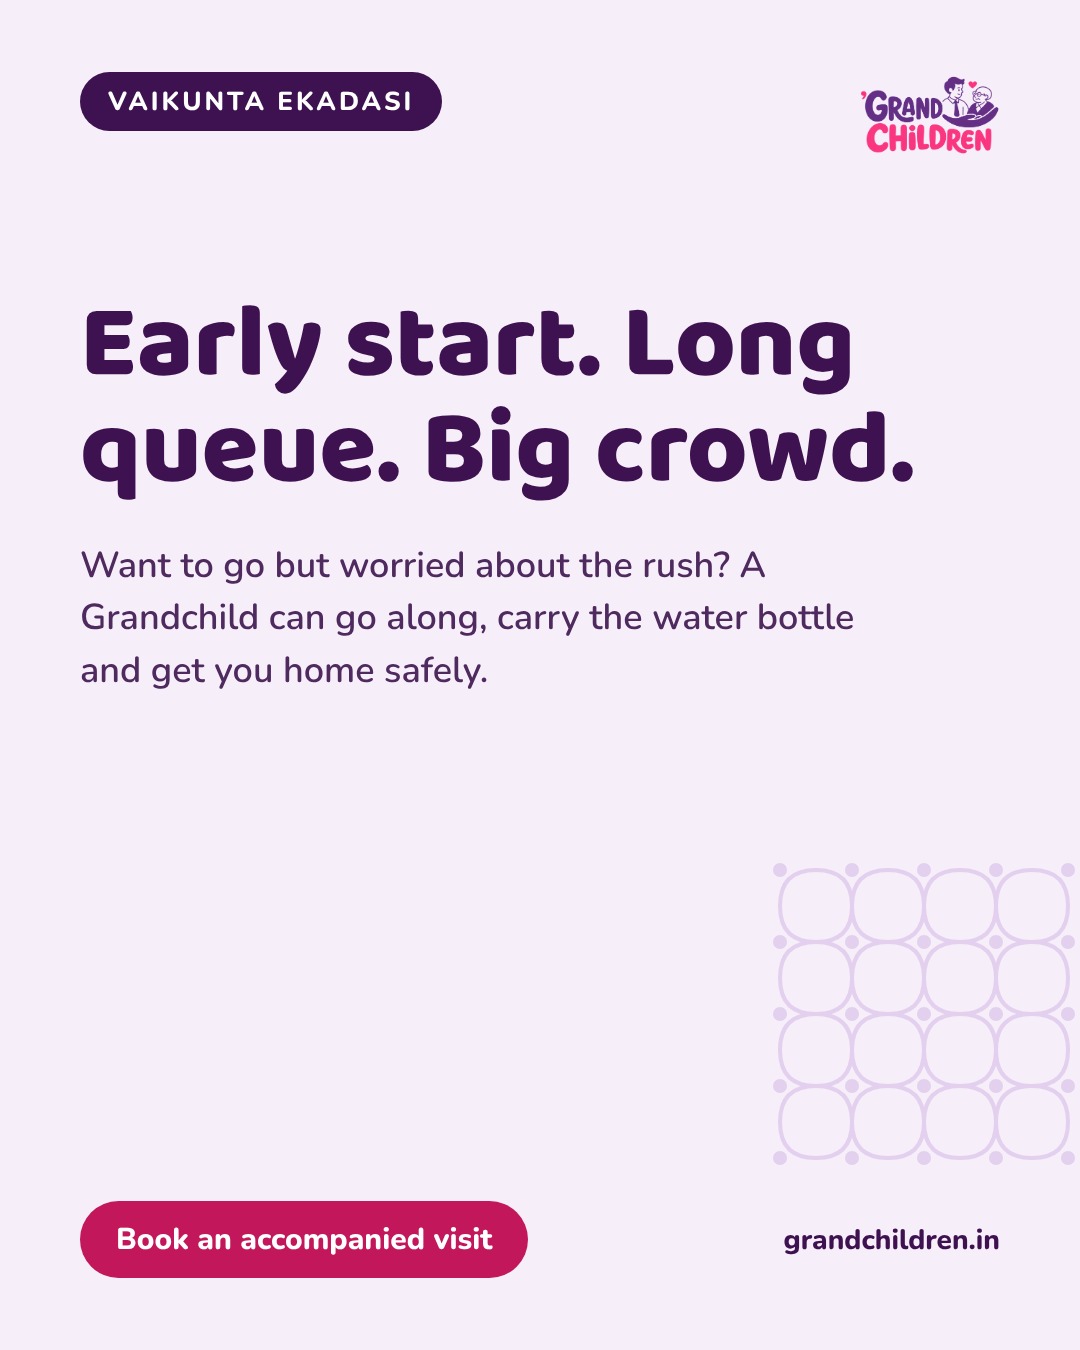 VAIKUNTA EKADASI
'GRAND
CHiLDREN
Early start. Long
queue. Big crowd.
Want to go but worried about the rush? A
Grandchild can go along, carry the water bottle
and get you home safely.
Book an accompanied visit
grandchildren.in